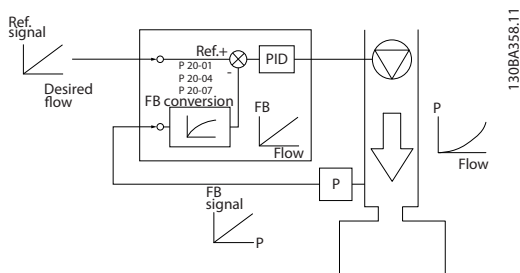 Ref.
signal
Desired
flow
Ref.+
-
PID
P 20-01
P 20-04
P 20-07
FB conversion
FB
Flow
P
FB
signal
P
P
Flow
130BA358.11